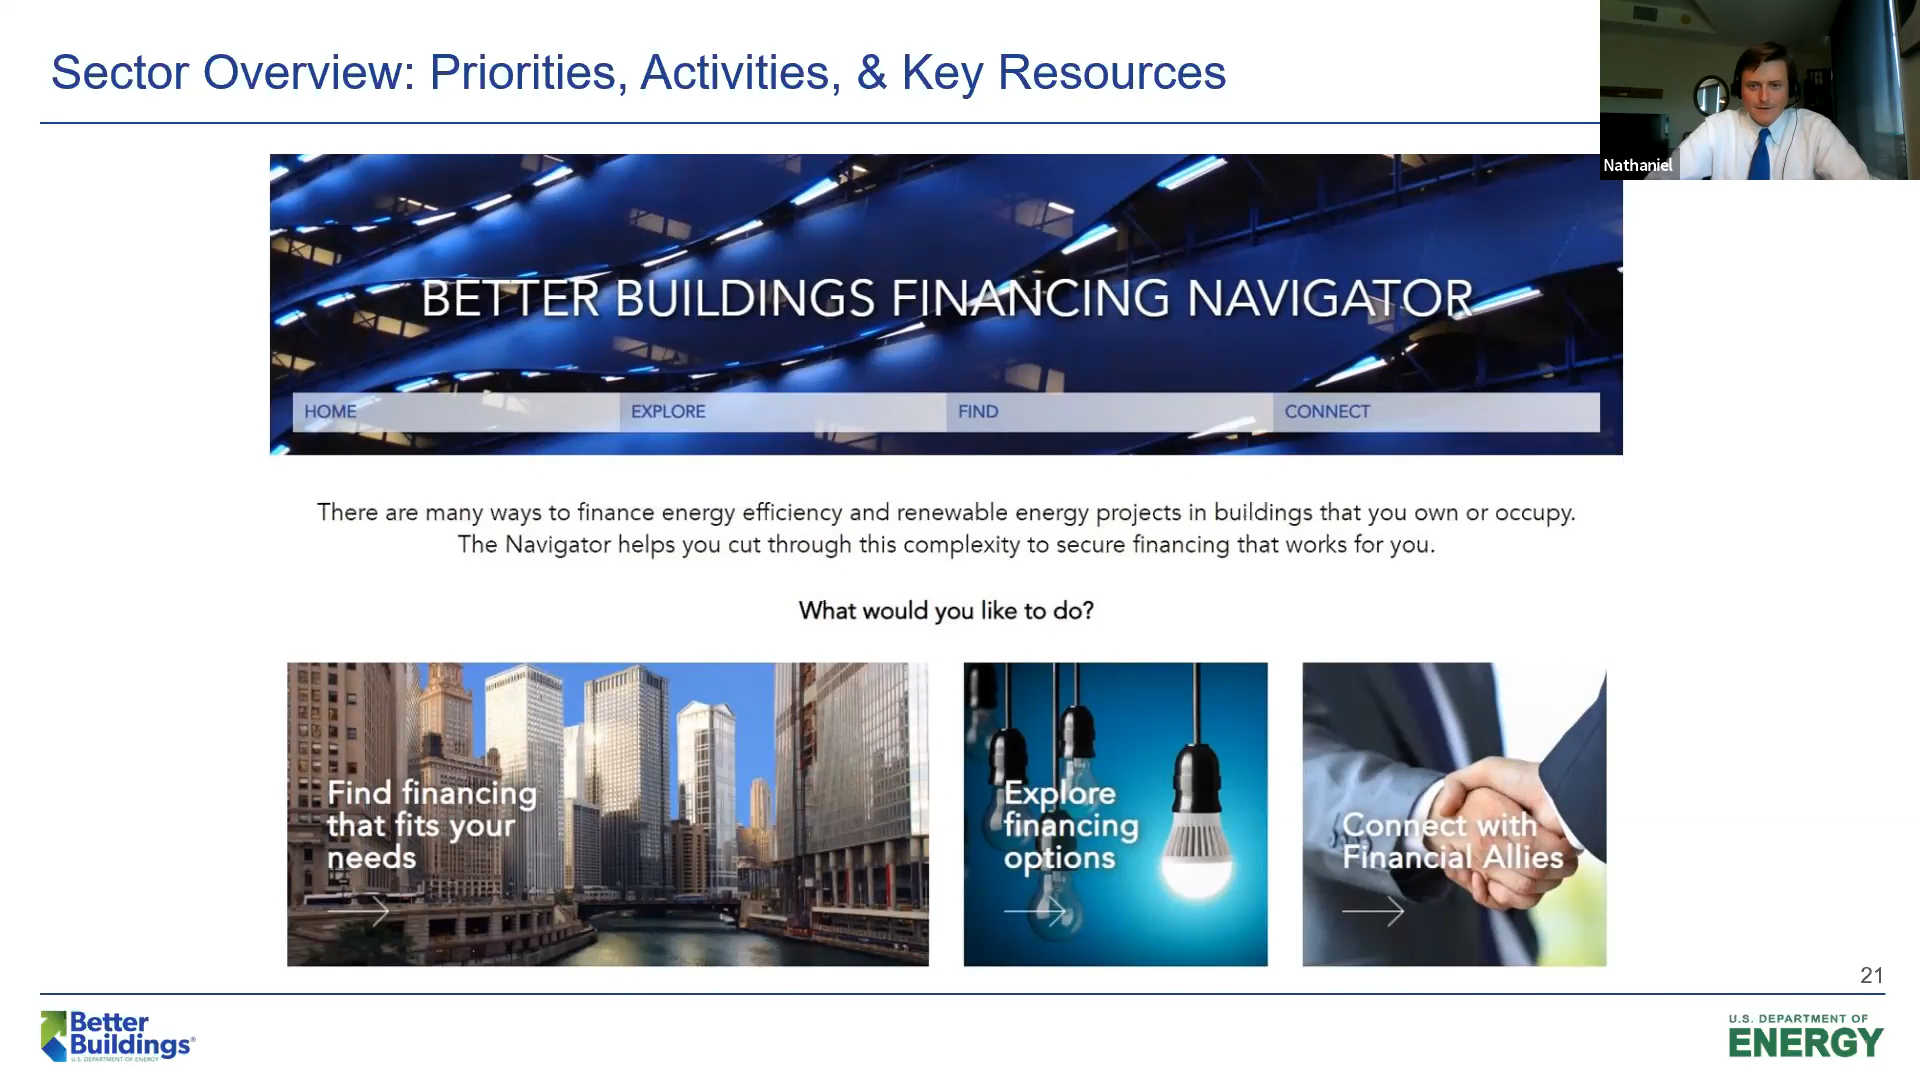 Sector Overview: Priorities, Activities, & Key Resources
Nathaniel
BETTER BUILDINGS FINANCING NAVIGATOR
HOME
EXPLORE
FIND
CONNECT
There are many ways to finance energy efficiency and renewable energy projects in buildings that you own or occupy.
The Navigator helps you cut through this complexity to secure financing that works for you.
What would you like to do?
Find financing
that fits your
needs
Explore
financing
options
Connect with
Financial Allies
21
Better
Buildings®
U.S. DEPARTMENT OF ENERGY
U.S. DEPARTMENT OF
ENERGY